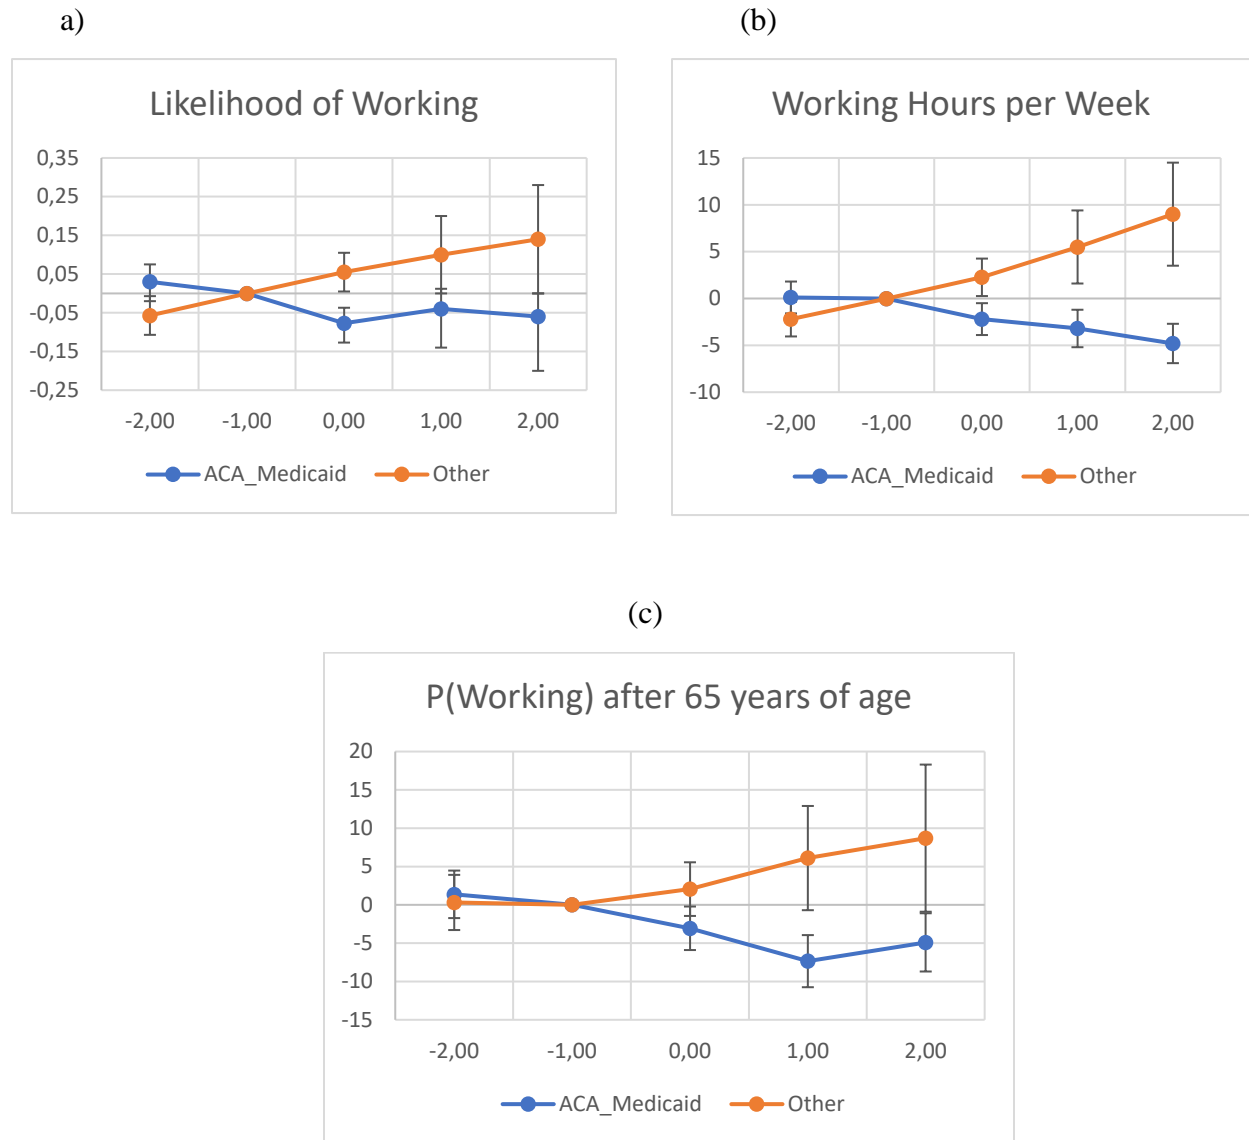 a)
(b)
Likelihood of Working
0,35
0,25
0,15
0,05
-0,05
-0,15
-0,25
-2,00 -1,00 0,00 1,00 2,00
ACA_Medicaid Other
Working Hours per Week
15
10
5
0
-5
-10
-2,00 -1,00 0,00 1,00 2,00
ACA_Medicaid Other
(c)
P(Working) after 65 years of age
20
15
10
5
0
-5
-10
-15
-2,00 -1,00 0,00 1,00 2,00
ACA_Medicaid Other